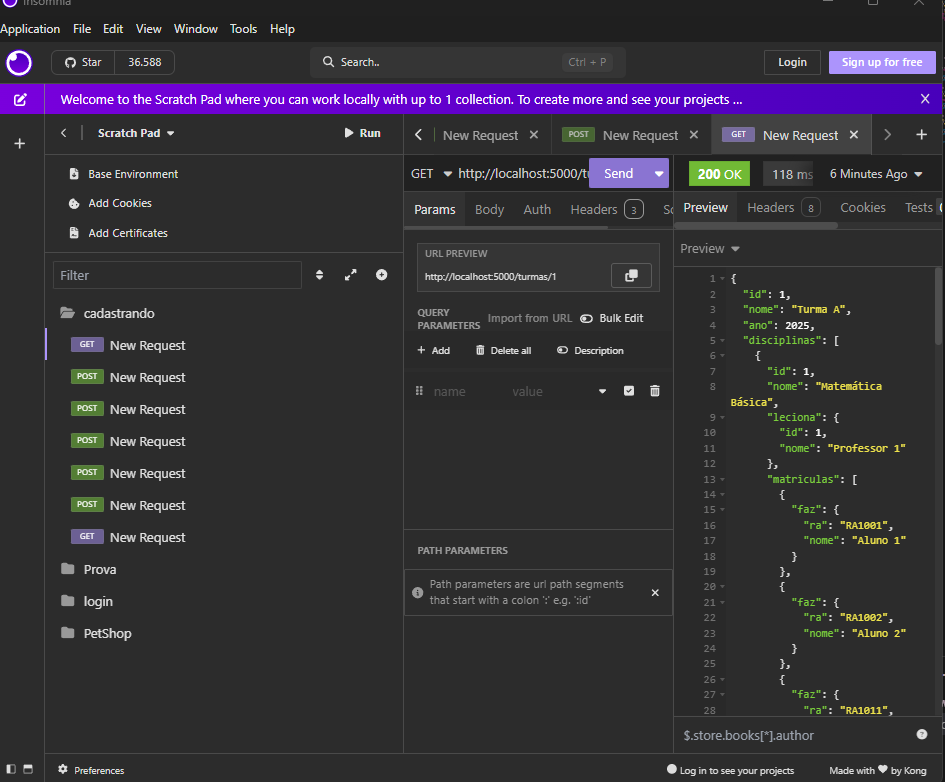 Insomnia
Application File Edit View Window Tools Help
Star 36.588
Search.. Ctrl + P
Login Sign up for free
Welcome to the Scratch Pad where you can work locally with up to 1 collection. To create more and see your projects ...
Scratch Pad Run
Base Environment
Add Cookies
Add Certificates
Filter
cadastrando
GET New Request
POST New Request
POST New Request
POST New Request
POST New Request
POST New Request
GET New Request
Prova
login
PetShop
New Request
POST New Request
GET New Request
GET http://localhost:5000/tu Send
Params Body Auth Headers 3 Sc
URL PREVIEW
http://localhost:5000/turmas/1
QUERY PARAMETERS Import from URL Bulk Edit
Add Delete all Description
name value
PATH PARAMETERS
Path parameters are url path segments
that start with a colon ':' e.g. ':id'
200 OK 118 ms 6 Minutes Ago
Preview Headers 8 Cookies Tests
Preview
1 {
2 "id": 1,
3 "nome": "Turma A",
4 "ano": 2025,
5 "disciplinas": [
6 {
7 "id": 1,
8 "nome": "Matemática
Básica",
9 "leciona": {
10 "id": 1,
11 "nome": "Professor 1"
12 },
13 "matriculas": [
14 {
15 "faz": {
16 "ra": "RA1001",
17 "nome": "Aluno 1"
18 }
19 },
20 {
21 "faz": {
22 "ra": "RA1002",
23 "nome": "Aluno 2"
24 }
25 },
26 {
27 "faz": {
28 "ra": "RA1011",
$.store.books[*].author
Preferences
Log in to see your projects
Made with ♥ by Kong